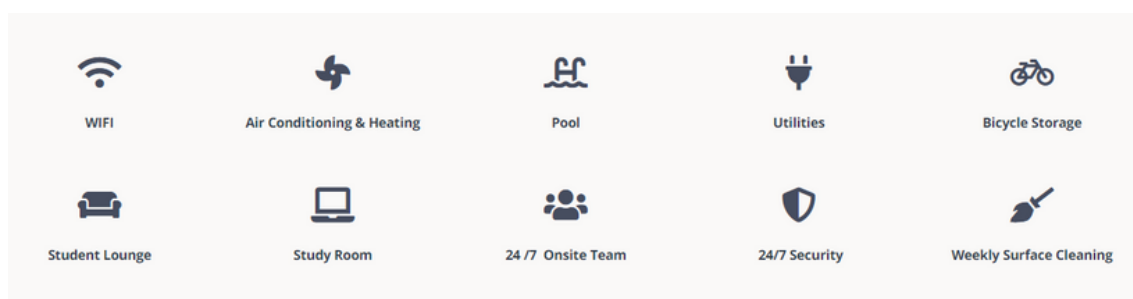 WIFI
Air Conditioning & Heating
Pool
Utilities
Bicycle Storage
Student Lounge
Study Room
24 /7 Onsite Team
24/7 Security
Weekly Surface Cleaning